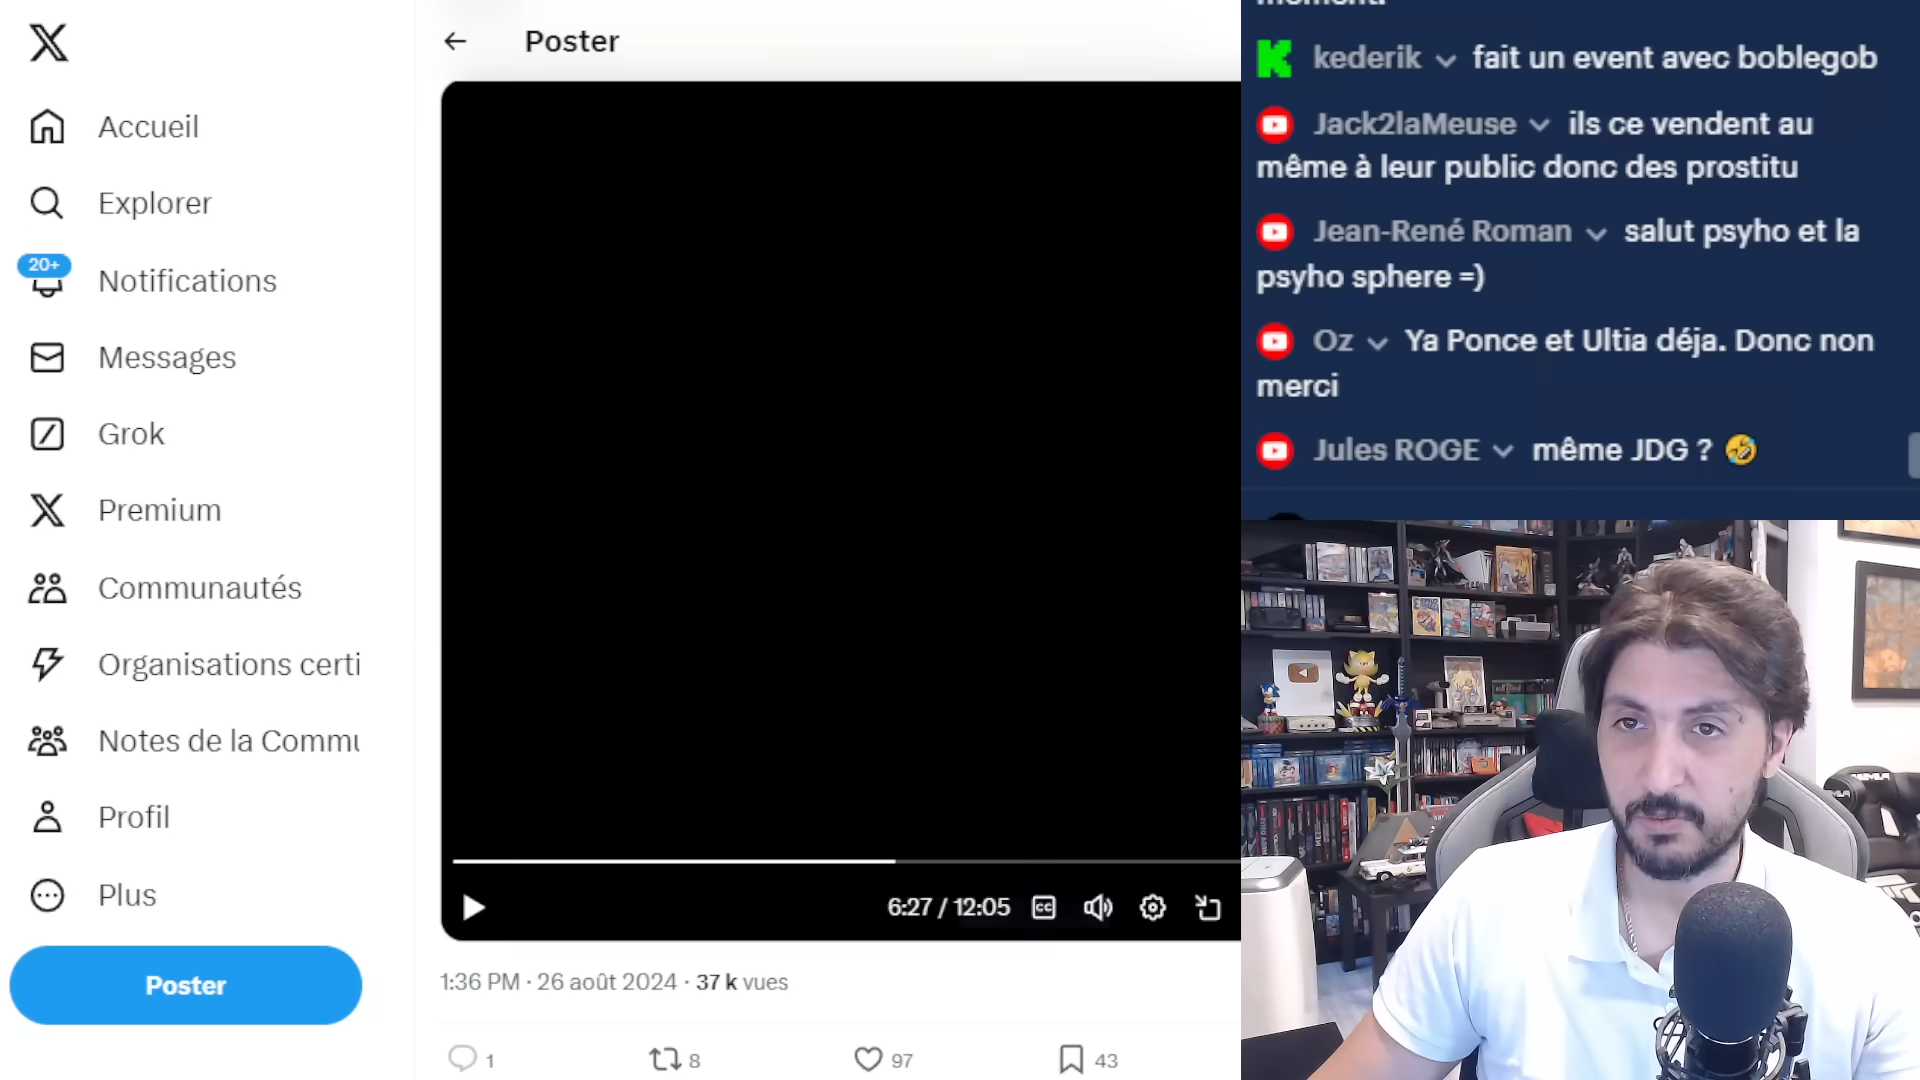 Accueil
Explorer
20+
Notifications
Messages
Grok
Premium
Communautés
Organisations certi
Notes de la Commu
Profil
Plus
Poster
Poster
6:27 / 12:05
1:36 PM · 26 août 2024 · 37 k vues
1
8
97
43
kederik fait un event avec boblegob
Jack2laMeuse ils ce vendent au
même à leur public donc des prostitu
Jean-René Roman salut psyho et la
psyho sphere =)
Oz Ya Ponce et Ultia déja. Donc non
merci
Jules ROGE même JDG ? 🤣